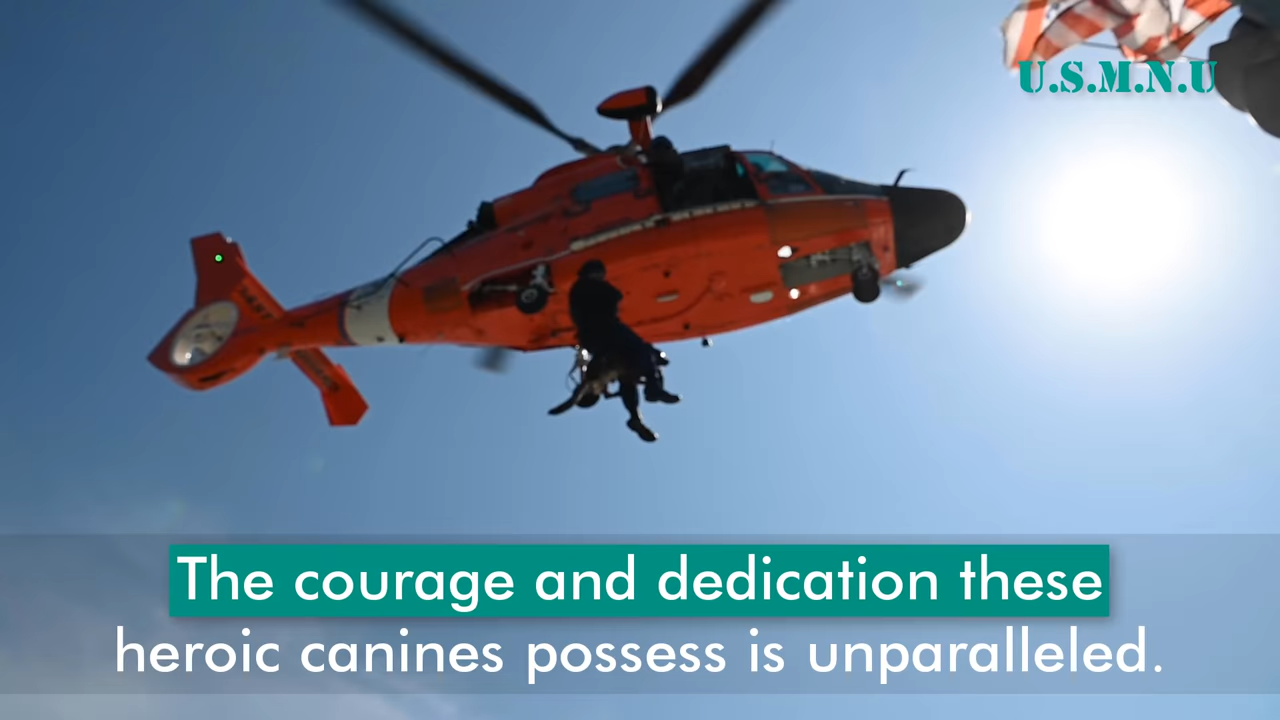 U.S.M.N.U
The courage and dedication these
heroic canines possess is unparalleled.